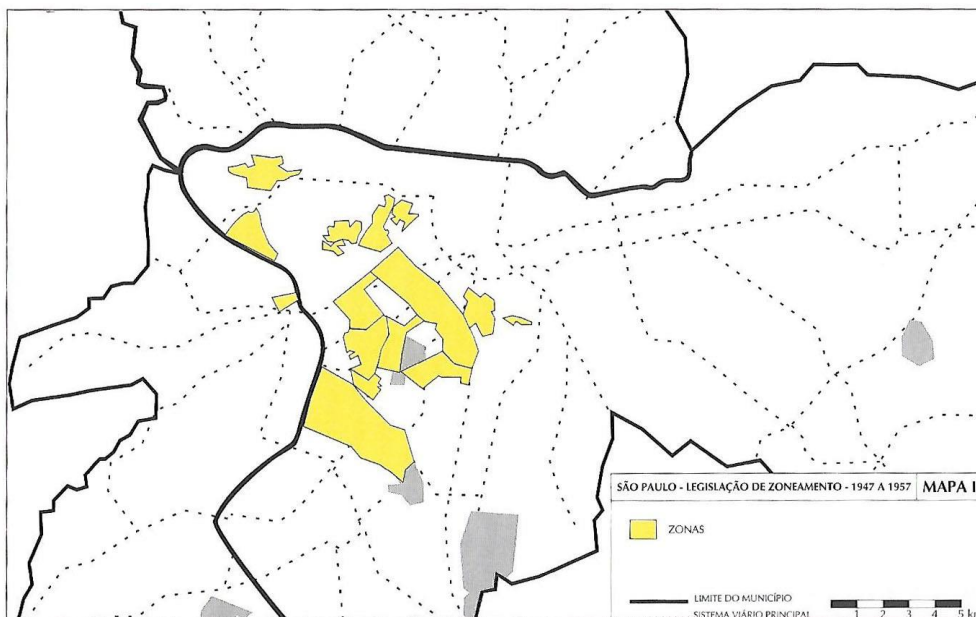 SÃO PAULO - LEGISLAÇÃO DE ZONEAMENTO - 1947 A 1957 MAPA I
ZONAS
LIMITE DO MUNICÍPIO
SISTEMA VIÁRIO PRINCIPAL
1 2 3 4 5 km